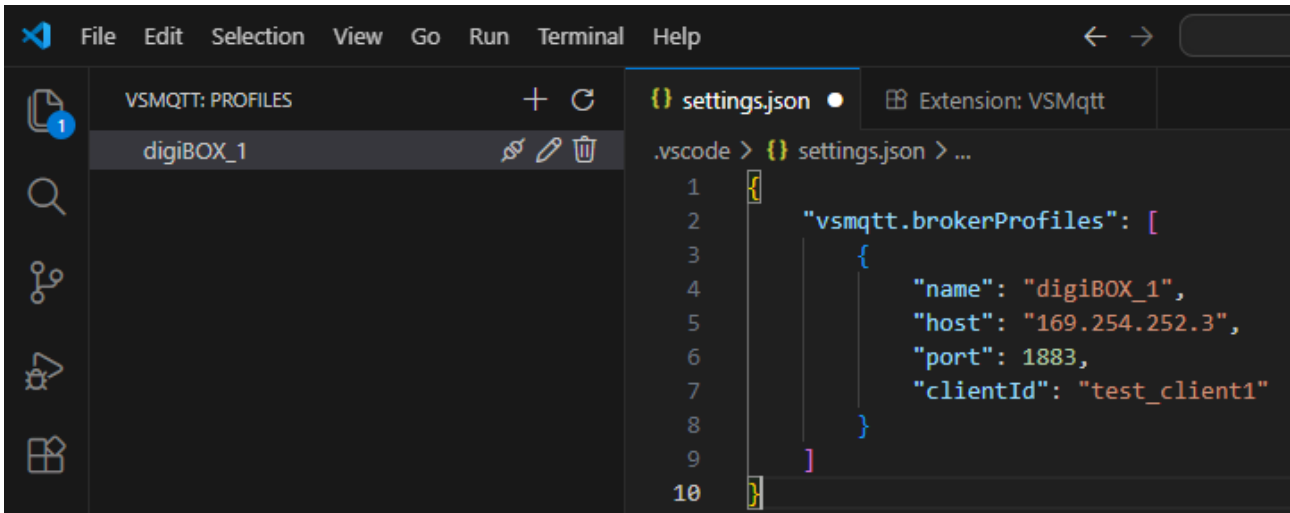 File Edit Selection View Go Run Terminal Help
VSMQTT: PROFILES
digiBOX_1
1
{} settings.json
Extension: VSMqtt
.vscode > {} settings.json > ...
1 {
2 "vsmqtt.brokerProfiles": [
3 {
4 "name": "digiBOX_1",
5 "host": "169.254.252.3",
6 "port": 1883,
7 "clientId": "test_client1"
8 }
9 ]
10 }